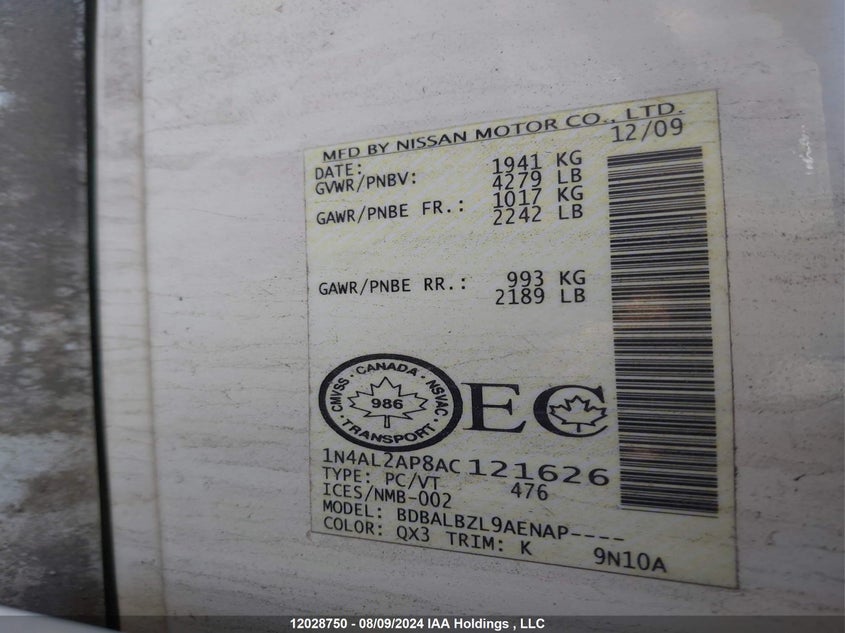 MFD BY NISSAN MOTOR CO., LTD.
DATE: 12/09
GVWR/PNBV: 1941 KG
4279 LB
GAWR/PNBE FR.: 1017 KG
2242 LB
GAWR/PNBE RR.: 993 KG
2189 LB
CMVSS · CANADA · NSVAC · TRANSPORT ·
986
EC
1N4AL2AP8AC121626
TYPE: PC/VT 476
ICES/NMB-002
MODEL: BDBALBZL9AENAP----
COLOR: QX3 TRIM: K 9N10A
12028750 - 08/09/2024 IAA Holdings , LLC